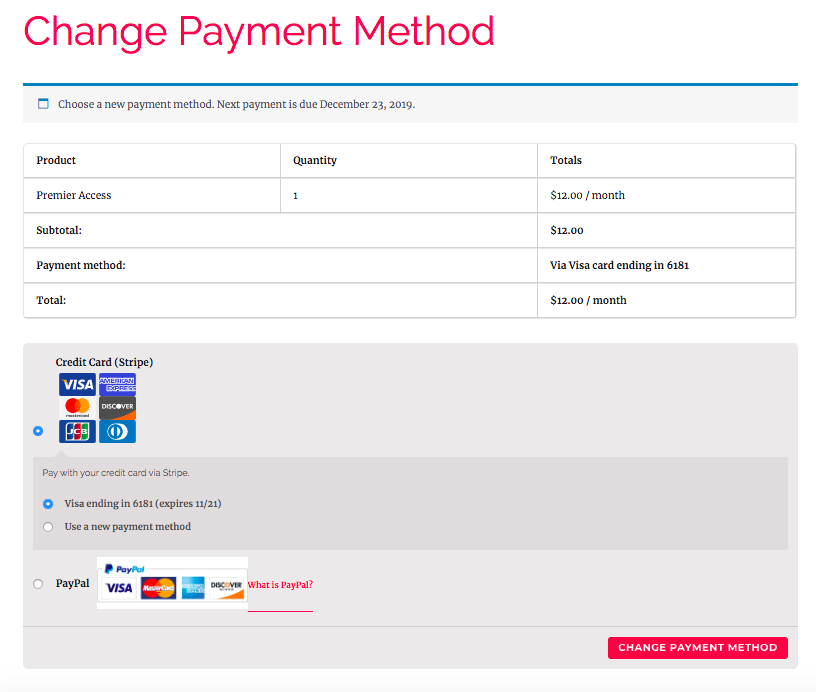 Change Payment Method
Choose a new payment method. Next payment is due December 23, 2019.
Product Quantity Totals
Premier Access 1 $12.00 / month
Subtotal: $12.00
Payment method: Via Visa card ending in 6181
Total: $12.00 / month
Credit Card (Stripe)
VISA AMERICAN EXPRESS
mastercard DISCOVER
JCB
Pay with your credit card via Stripe.
Visa ending in 6181 (expires 11/21)
Use a new payment method
PayPal
PayPal
VISA MasterCard DISCOVER
What is PayPal?
CHANGE PAYMENT METHOD